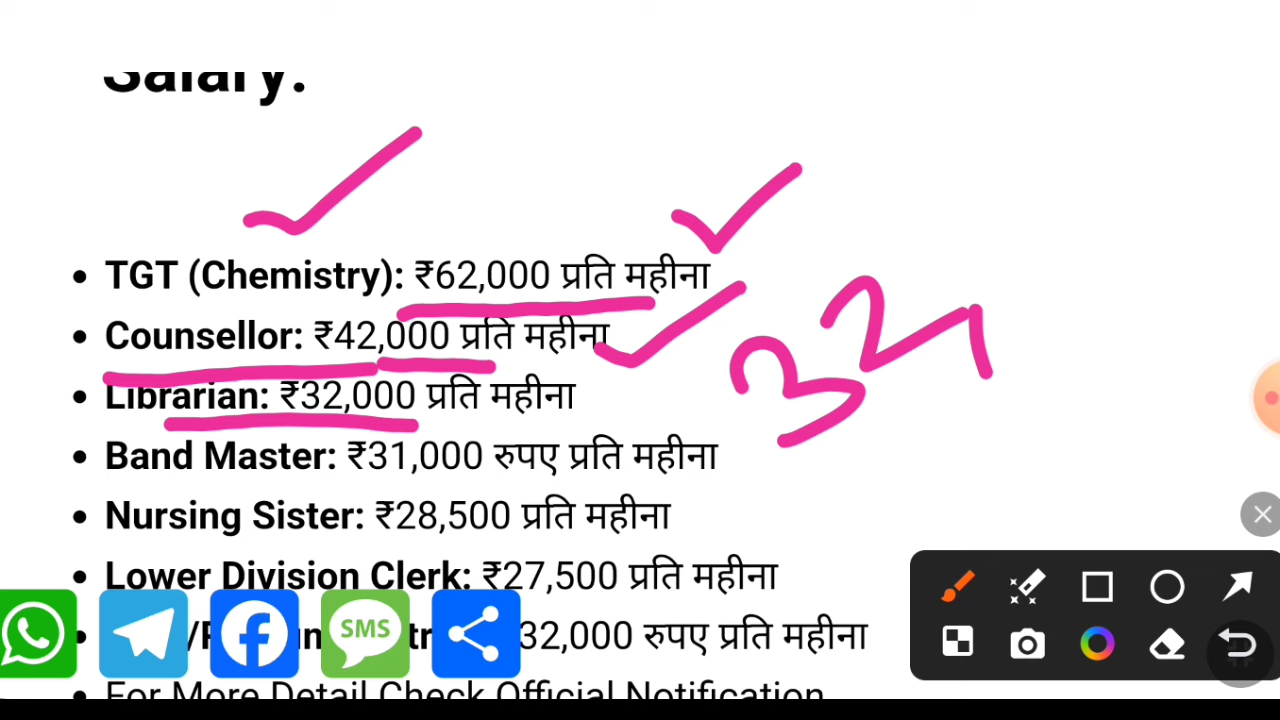 Salary:
TGT (Chemistry): ₹62,000 प्रति महीना
Counsellor: ₹42,000 प्रति महीना
Librarian: ₹32,000 प्रति महीना
Band Master: ₹31,000 रुपए प्रति महीना
Nursing Sister: ₹28,500 प्रति महीना
Lower Division Clerk: ₹27,500 प्रति महीना
32,000 रुपए प्रति महीना
For More Detail Check Official Notification
SMS